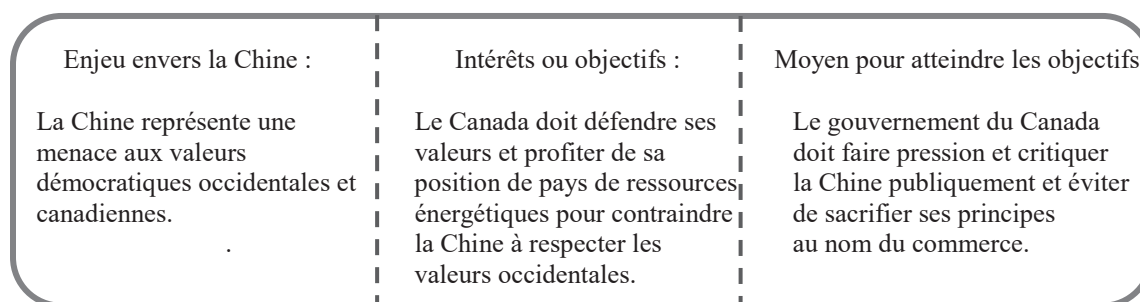 Enjeu envers la Chine :
La Chine représente une
menace aux valeurs
démocratiques occidentales et
canadiennes.
.
Intérêts ou objectifs :
Le Canada doit défendre ses
valeurs et profiter de sa
position de pays de ressources
énergétiques pour contraindre
la Chine à respecter les
valeurs occidentales.
Moyen pour atteindre les objectifs
Le gouvernement du Canada
doit faire pression et critiquer
la Chine publiquement et éviter
de sacrifier ses principes
au nom du commerce.